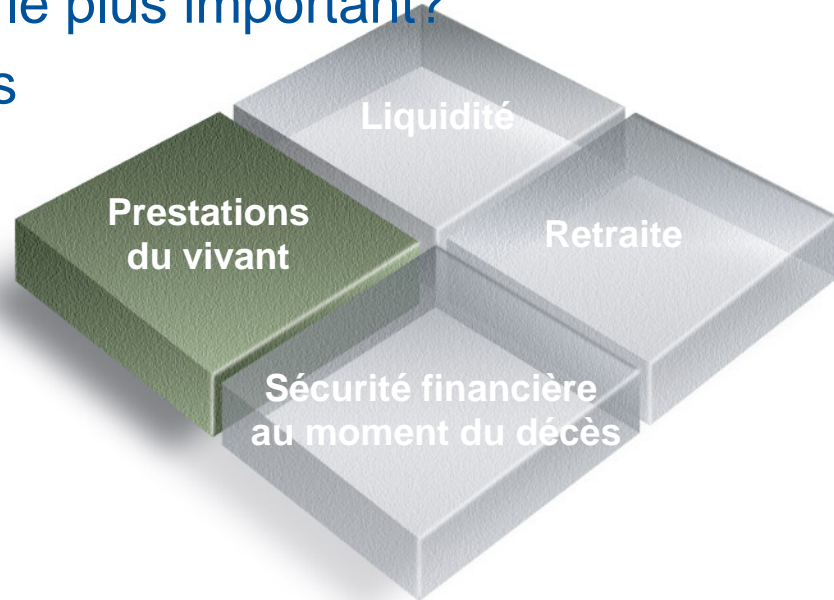 le plus important?
s
Liquidité
Prestations
du vivant
Retraite
Sécurité financière
au moment du décès